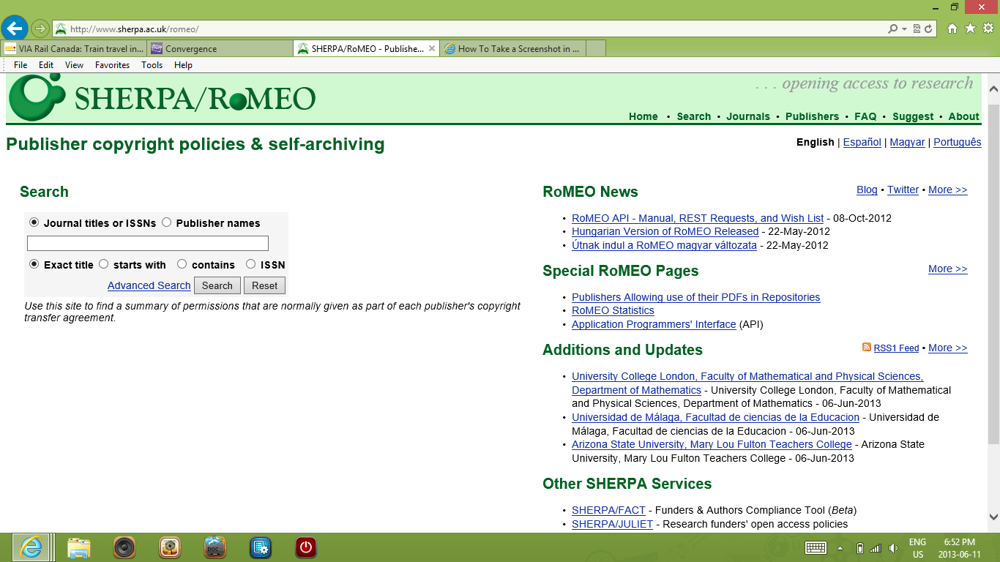 http://www.sherpa.ac.uk/romeo/
VIA Rail Canada: Train travel in...
Convergence
SHERPA/RoMEO - Publishe...
How To Take a Screenshot in ...
File Edit View Favorites Tools Help
SHERPA/RoMEO
. . . opening access to research
Home • Search • Journals • Publishers • FAQ • Suggest • About
Publisher copyright policies & self-archiving
English | Español | Magyar | Português
Search
Journal titles or ISSNs Publisher names
Exact title starts with contains ISSN
Advanced Search Search Reset
Use this site to find a summary of permissions that are normally given as part of each publisher's copyright
transfer agreement.
RoMEO News
Blog • Twitter • More >>
• RoMEO API - Manual, REST Requests, and Wish List - 08-Oct-2012
• Hungarian Version of RoMEO Released - 22-May-2012
• Útnak indul a RoMEO magyar változata - 22-May-2012
Special RoMEO Pages
More >>
• Publishers Allowing use of their PDFs in Repositories
• RoMEO Statistics
• Application Programmers' Interface (API)
Additions and Updates
RSS1 Feed • More >>
• University College London, Faculty of Mathematical and Physical Sciences,
Department of Mathematics - University College London, Faculty of Mathematical
and Physical Sciences, Department of Mathematics - 06-Jun-2013
• Universidad de Málaga, Facultad de ciencias de la Educacion - Universidad de
Málaga, Facultad de ciencias de la Educacion - 06-Jun-2013
• Arizona State University, Mary Lou Fulton Teachers College - Arizona State
University, Mary Lou Fulton Teachers College - 06-Jun-2013
Other SHERPA Services
• SHERPA/FACT - Funders & Authors Compliance Tool (Beta)
• SHERPA/JULIET - Research funders' open access policies
DOC
ENG
US
6:52 PM
2013-06-11